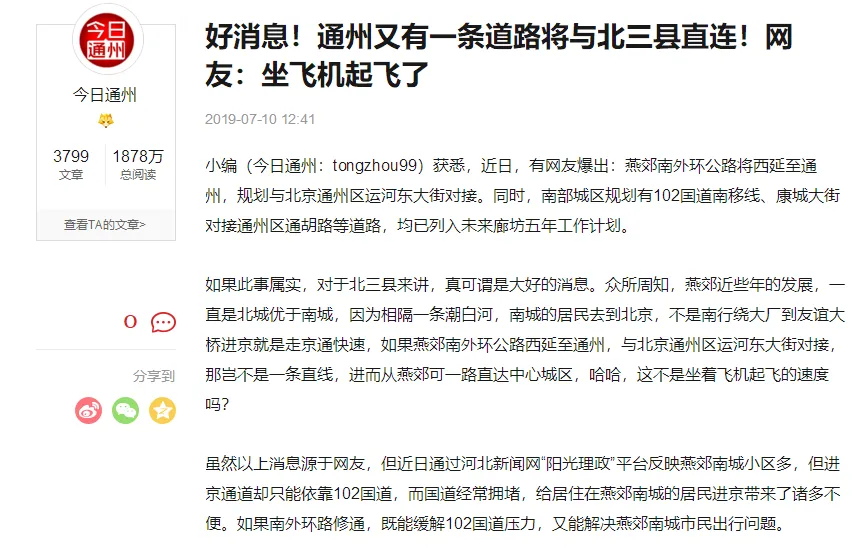 今日
通州
今日通州
3799
1878万
文章
总阅读
查看TA的文章>
0
分享到
好消息！通州又有一条道路将与北三县直连！网
友：坐飞机起飞了
2019-07-10 12:41
小编（今日通州：tongzhou99）获悉，近日，有网友爆出：燕郊南外环公路将西延至通
州，规划与北京通州区运河东大街对接。同时，南部城区规划有102国道南移线、康城大街
对接通州区通胡路等道路，均已列入未来廊坊五年工作计划。
如果此事属实，对于北三县来讲，真可谓是大好的消息。众所周知，燕郊近些年的发展，一
直是北城优于南城，因为相隔一条潮白河，南城的居民去到北京，不是南行绕大厂到友谊大
桥进京就是走京通快速，如果燕郊南外环公路西延至通州，与北京通州区运河东大街对接，
那岂不是一条直线，进而从燕郊可一路直达中心城区，哈哈，这不是坐着飞机起飞的速度
吗？
虽然以上消息源于网友，但近日通过河北新闻网“阳光理政”平台反映燕郊南城小区多，但进
京通道却只能依靠102国道，而国道经常拥堵，给居住在燕郊南城的居民进京带来了诸多不
便。如果南外环路修通，既能缓解102国道压力，又能解决燕郊南城市民出行问题。